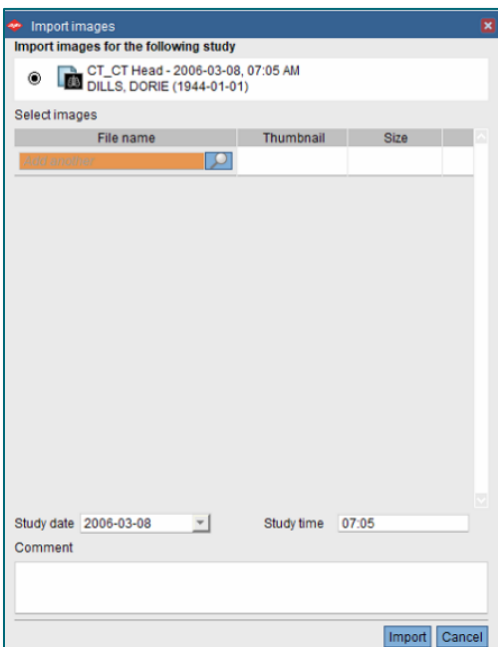 Import images
Import images for the following study
CT_CT Head - 2006-03-08, 07:05 AM
DILLS, DORIE (1944-01-01)
Select images
File name Thumbnail Size
Add another
Study date 2006-03-08 Study time 07:05
Comment
Import Cancel